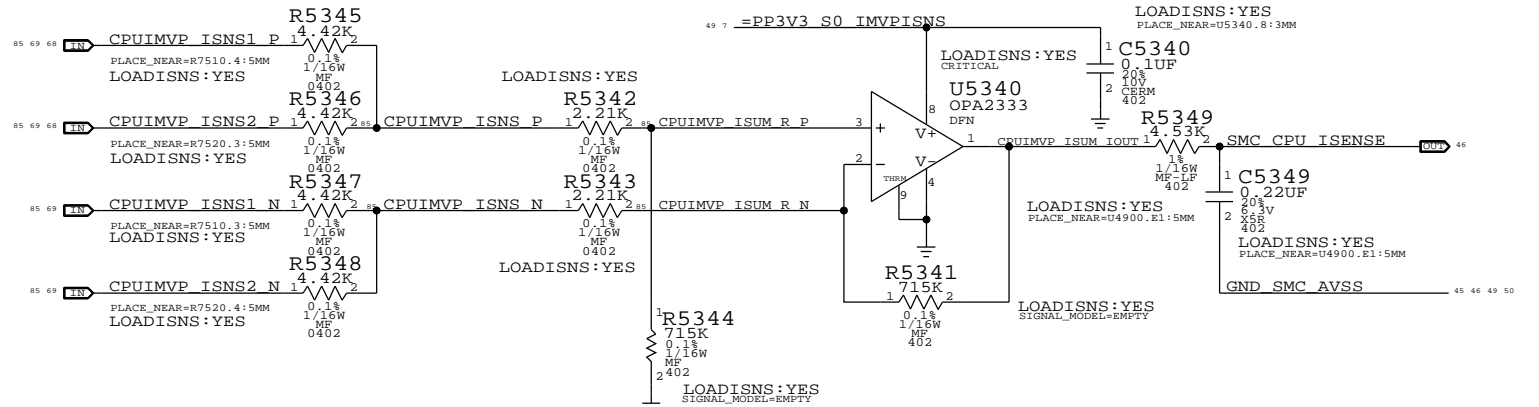 R5345
4.42K
85 69 68 IN CPUIMVP_ISNS1_P 1 2
PLACE_NEAR=R7510.4:5MM
LOADISNS:YES
0.1%
1/16W
MF
0402
R5346
4.42K
85 69 68 IN CPUIMVP_ISNS2_P 1 2 85 CPUIMVP_ISNS_P
PLACE_NEAR=R7520.3:5MM
LOADISNS:YES
0.1%
1/16W
MF
0402
R5347
4.42K
85 69 IN CPUIMVP_ISNS1_N 1 2 85 CPUIMVP_ISNS_N
PLACE_NEAR=R7510.3:5MM
LOADISNS:YES
0.1%
1/16W
MF
0402
R5348
4.42K
85 69 IN CPUIMVP_ISNS2_N 1 2
PLACE_NEAR=R7520.4:5MM
LOADISNS:YES
0.1%
1/16W
MF
0402
LOADISNS:YES
R5342
2.21K
1 2 85 CPUIMVP_ISUM_R_P 3
0.1%
1/16W
MF
0402
R5343
2.21K
1 2 85 CPUIMVP_ISUM_R_N 2
0.1%
1/16W
MF
0402
LOADISNS:YES
1
R5344
715K
0.1%
1/16W
MF
402
2
LOADISNS:YES
SIGNAL_MODEL=EMPTY
49 7 =PP3V3_S0_IMVPISNS
LOADISNS:YES
CRITICAL
U5340
OPA2333
DFN
8
V+
+
-
V-
THRM
9
4
1 CPUIMVP_ISUM_IOUT
R5341
715K
1 2
0.1%
1/16W
MF
402
LOADISNS:YES
SIGNAL_MODEL=EMPTY
LOADISNS:YES
PLACE_NEAR=U5340.8:3MM
1
C5340
0.1UF
20%
10V
CERM
402
2
R5349
4.53K
1 2 SMC_CPU_ISENSE OUT 46
1%
1/16W
MF-LF
402
LOADISNS:YES
PLACE_NEAR=U4900.E1:5MM
1
C5349
0.22UF
20%
6.3V
X5R
402
2
LOADISNS:YES
PLACE_NEAR=U4900.E1:5MM
GND_SMC_AVSS 45 46 49 50